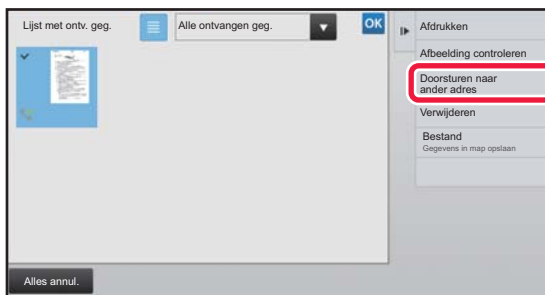 Lijst met ontv. geg.
Alle ontvangen geg.
OK
Afdrukken
Afbeelding controleren
Doorsturen naar
ander adres
Verwijderen
Bestand
Gegevens in map opslaan
Alles annul.